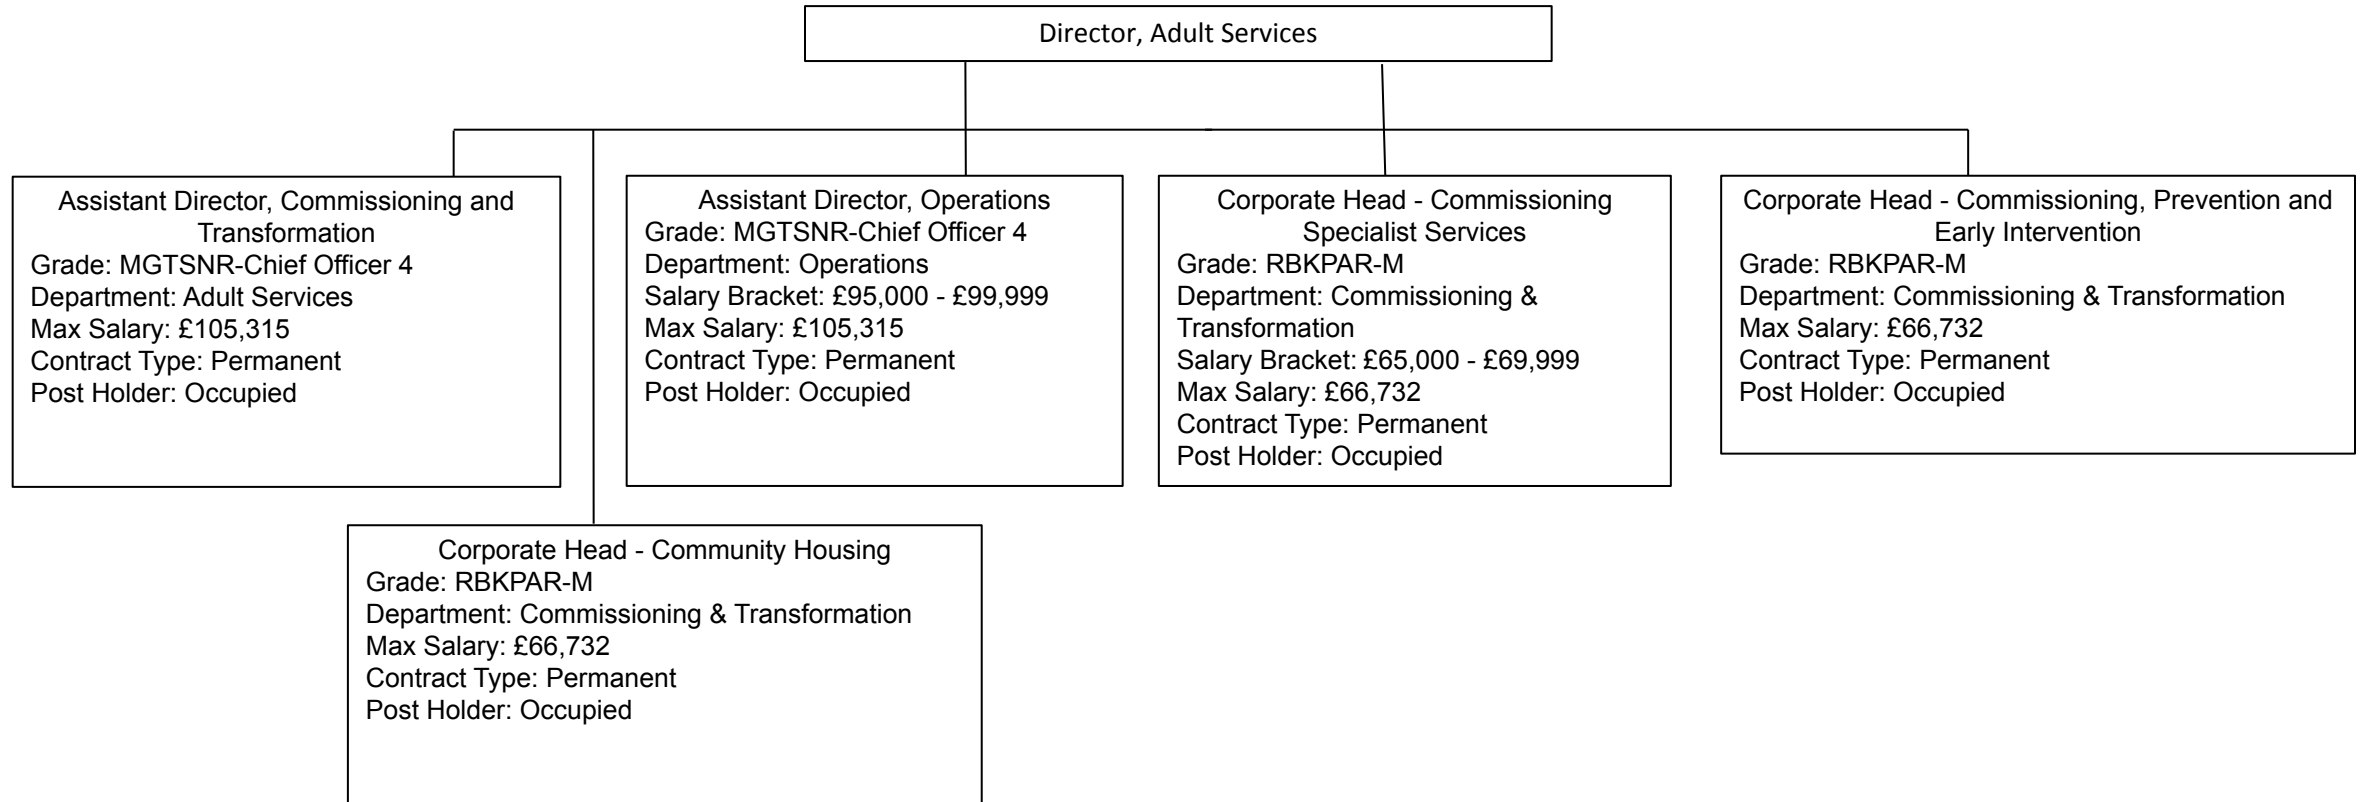 Director, Adult Services
Assistant Director, Commissioning and
Transformation
Grade: MGTSNR-Chief Officer 4
Department: Adult Services
Max Salary: £105,315
Contract Type: Permanent
Post Holder: Occupied
Assistant Director, Operations
Grade: MGTSNR-Chief Officer 4
Department: Operations
Salary Bracket: £95,000 - £99,999
Max Salary: £105,315
Contract Type: Permanent
Post Holder: Occupied
Corporate Head - Commissioning
Specialist Services
Grade: RBKPAR-M
Department: Commissioning &
Transformation
Salary Bracket: £65,000 - £69,999
Max Salary: £66,732
Contract Type: Permanent
Post Holder: Occupied
Corporate Head - Commissioning, Prevention and
Early Intervention
Grade: RBKPAR-M
Department: Commissioning & Transformation
Max Salary: £66,732
Contract Type: Permanent
Post Holder: Occupied
Corporate Head - Community Housing
Grade: RBKPAR-M
Department: Commissioning & Transformation
Max Salary: £66,732
Contract Type: Permanent
Post Holder: Occupied